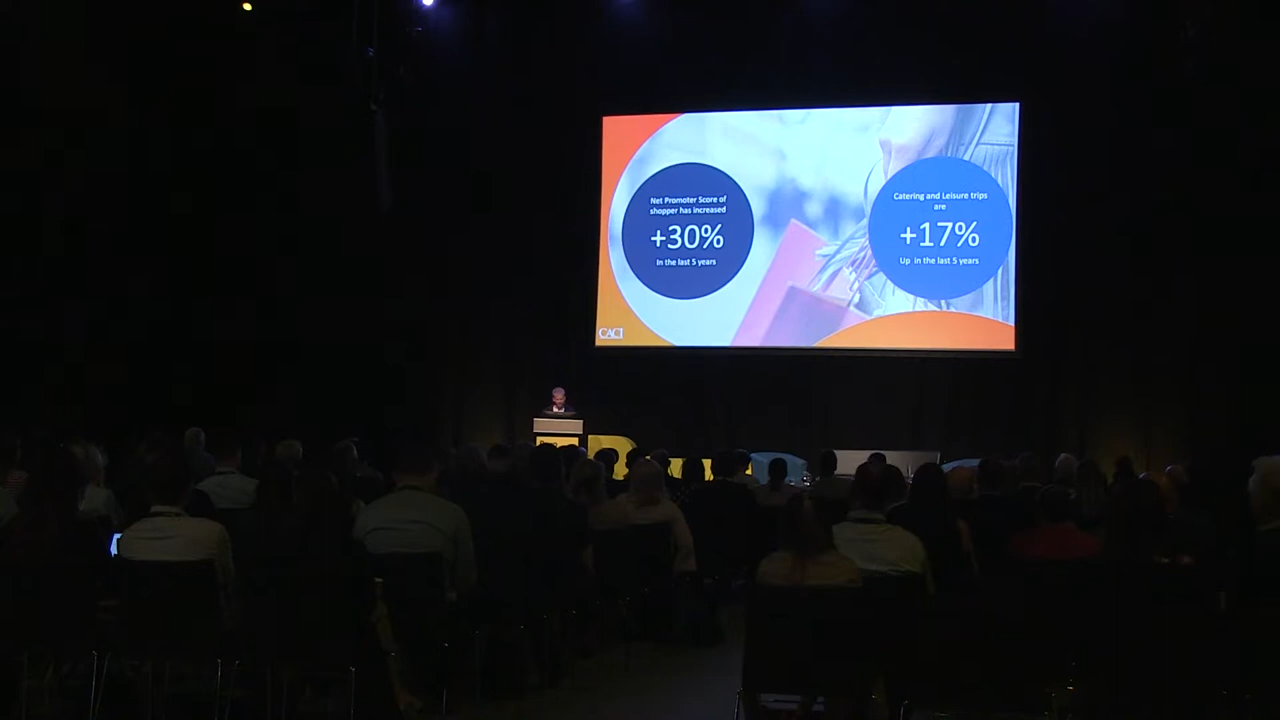 Net Promoter Score of
shopper has increased
+30%
In the last 5 years
Catering and Leisure trips
are
+17%
Up in the last 5 years
CACI